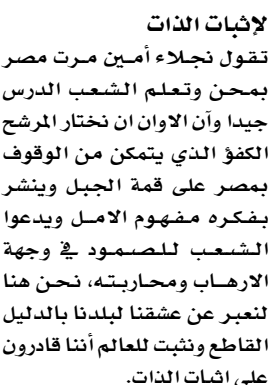 لإثبات الذات
تقول نجلاء أمين مرت مصر
بمحن وتعلم الشعب الدرس
جيدا وآن الاوان ان نختار المرشح
الكفؤ الذي يتمكن من الوقوف
بمصر على قمة الجبل وينشر
بفكره مفهوم الامل ويدعوا
الشعب للصمود في وجهة
الارهاب ومحاربته، نحن هنا
لنعبر عن عشقنا لبلدنا بالدليل
القاطع ونثبت للعالم أننا قادرون
على اثبات الذات.